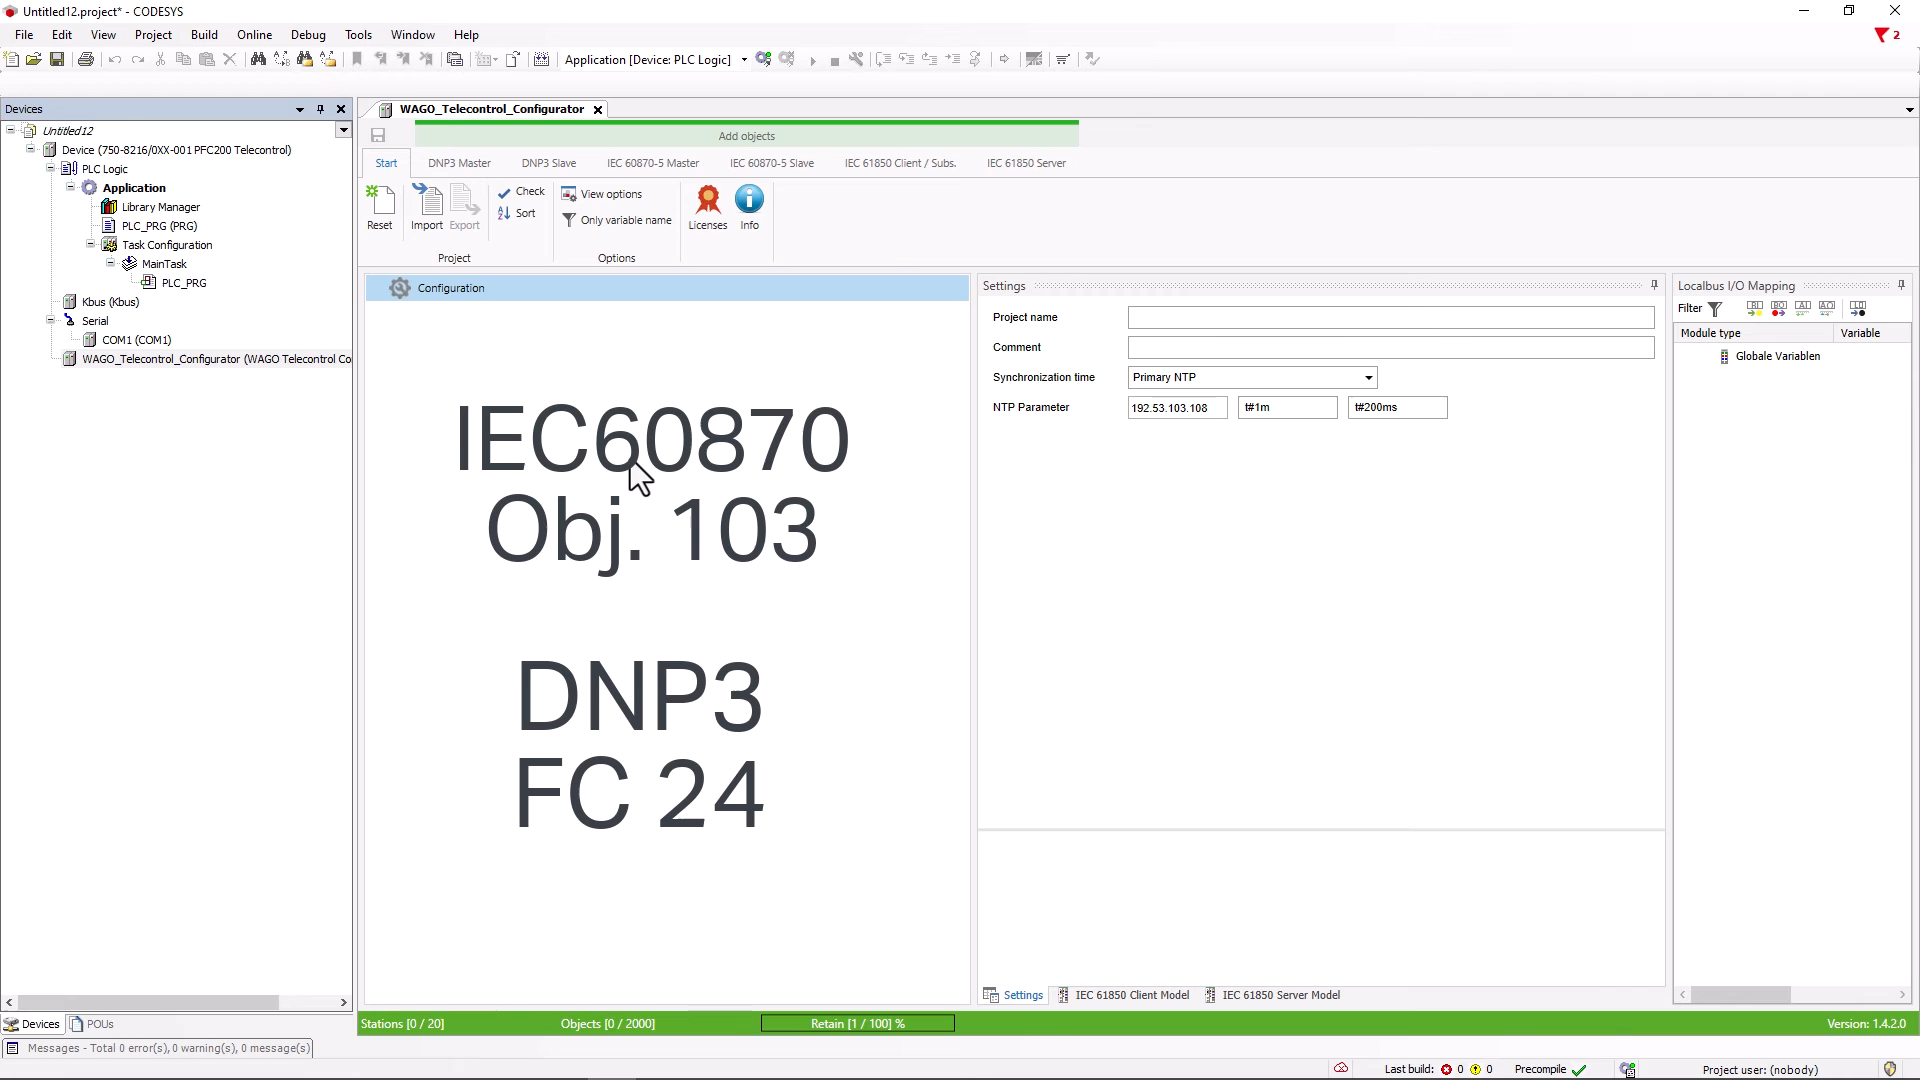 Untitled12.project* - CODESYS
File Edit View Project Build Online Debug Tools Window Help
2
Application [Device: PLC Logic]
Devices
Untitled12
Device (750-8216/0XX-001 PFC200 Telecontrol)
PLC Logic
Application
Library Manager
PLC_PRG (PRG)
Task Configuration
MainTask
PLC_PRG
Kbus (Kbus)
Serial
COM1 (COM1)
WAGO_Telecontrol_Configurator (WAGO Telecontrol Co
Devices POUs
WAGO_Telecontrol_Configurator
Add objects
Start DNP3 Master DNP3 Slave IEC 60870-5 Master IEC 60870-5 Slave IEC 61850 Client / Subs. IEC 61850 Server
Reset Import Export
Check
Sort
Project
View options
Only variable name
Options
Licenses Info
Configuration
IEC60870
Obj. 103
DNP3
FC 24
Settings
Project name
Comment
Synchronization time Primary NTP
NTP Parameter 192.53.103.108 t#1m t#200ms
Settings IEC 61850 Client Model IEC 61850 Server Model
Localbus I/O Mapping
Filter BI BO AI AO
Module type Variable
Globale Variablen
Stations [0 / 20] Objects [0 / 2000] Retain [1 / 100] % Version: 1.4.2.0
Messages - Total 0 error(s), 0 warning(s), 0 message(s)
Last build: 0 0 Precompile Project user: (nobody)